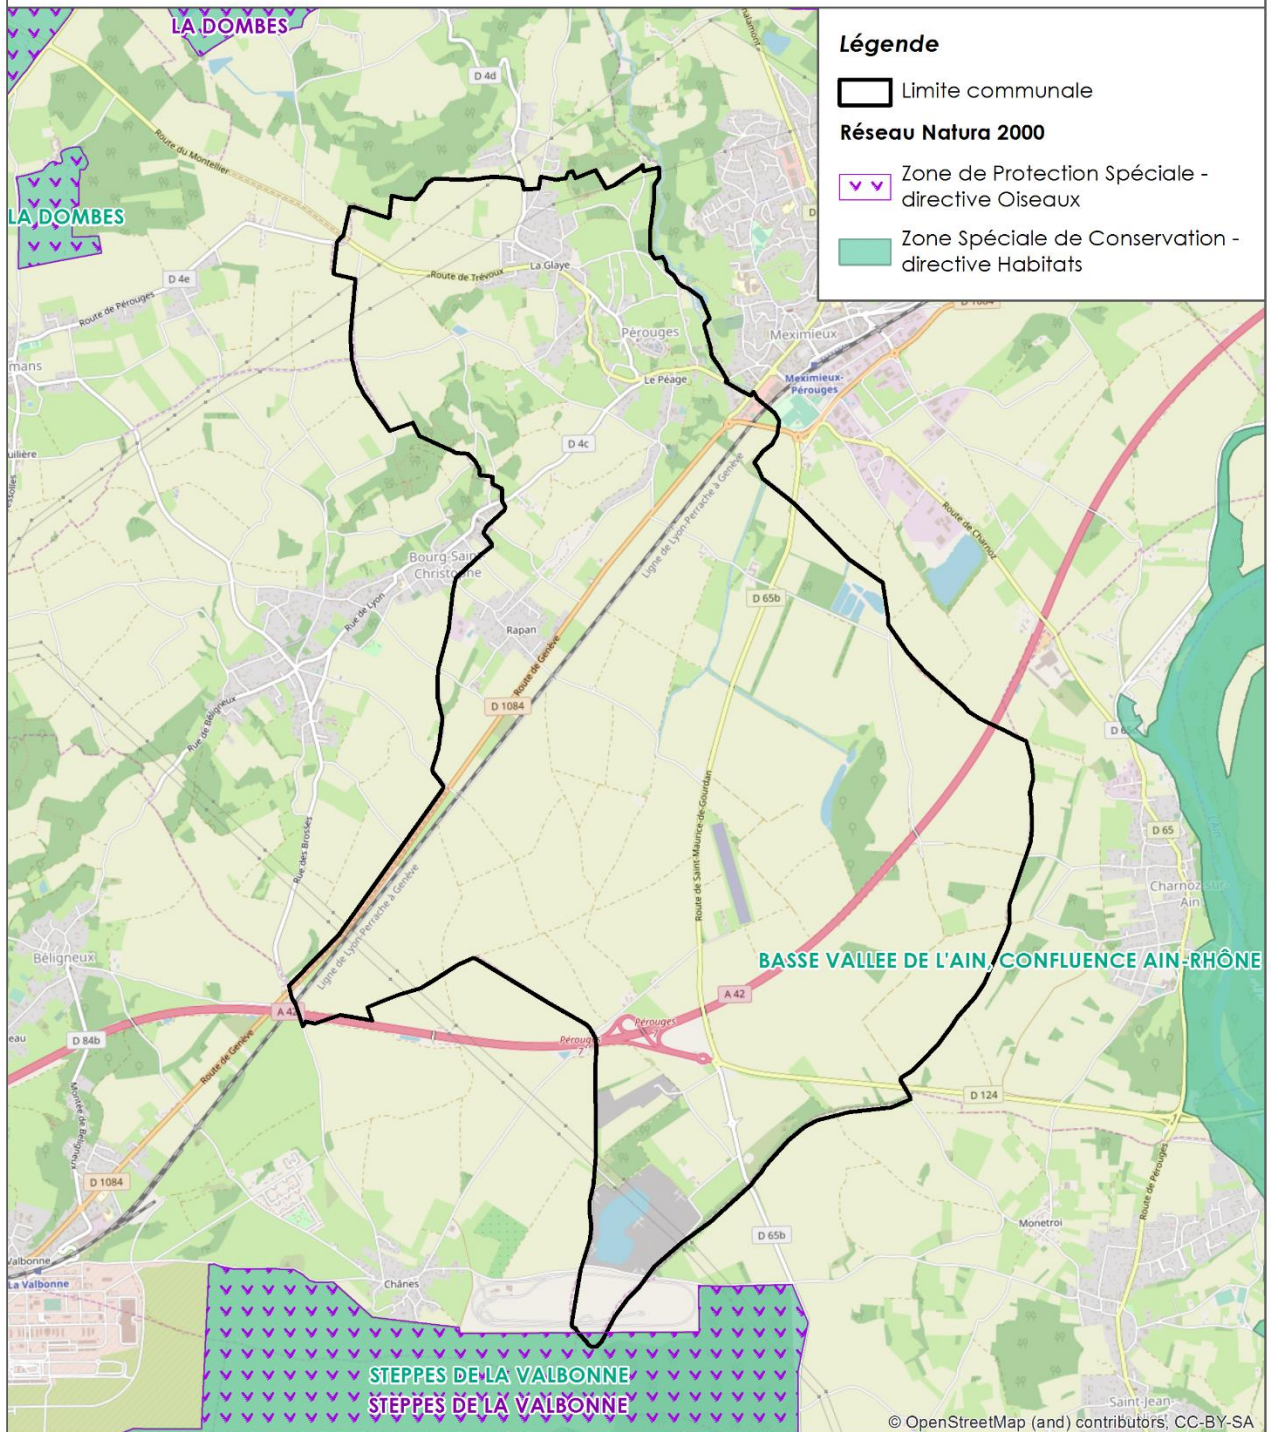 LA DOMBES
Légende
Limite communale
Réseau Natura 2000
Zone de Protection Spéciale -
directive Oiseaux
Zone Spéciale de Conservation -
directive Habitats
D 4d
Route du Montellier
LA DOMBES
D 4e
Route de Pérouges
Route de Trévoux
La Glaye
Pérouges
Meximieux
Le Péage
Meximieux-
Pérouges
D 4c
Ligne de Lyon-Perrache à Genève
Route de Charnoz
Bourg-Saint-
Christophe
Rue de Lyon
Rapan
D 65b
Route de Genève
D 1084
Rue de Béligneux
Route de Saint-Maurice-de-Gourdan
Rue des Brosses
Ligne de Lyon-Perrache à Genève
D 65
Charnoz-sur-
Ain
Béligneux
BASSE VALLEE DE L'AIN, CONFLUENCE AIN-RHÔNE
A 42
A 42
Pérouges
Pérouges
7
7
D 84b
Route de Genève
Montée de Béligneux
D 124
Route de Pérouges
D 1084
Monetroi
D 65b
Valbonne
La Valbonne
Chânes
STEPPES DE LA VALBONNE
STEPPES DE LA VALBONNE
Saint-Jean-
© OpenStreetMap (and) contributors, CC-BY-SA